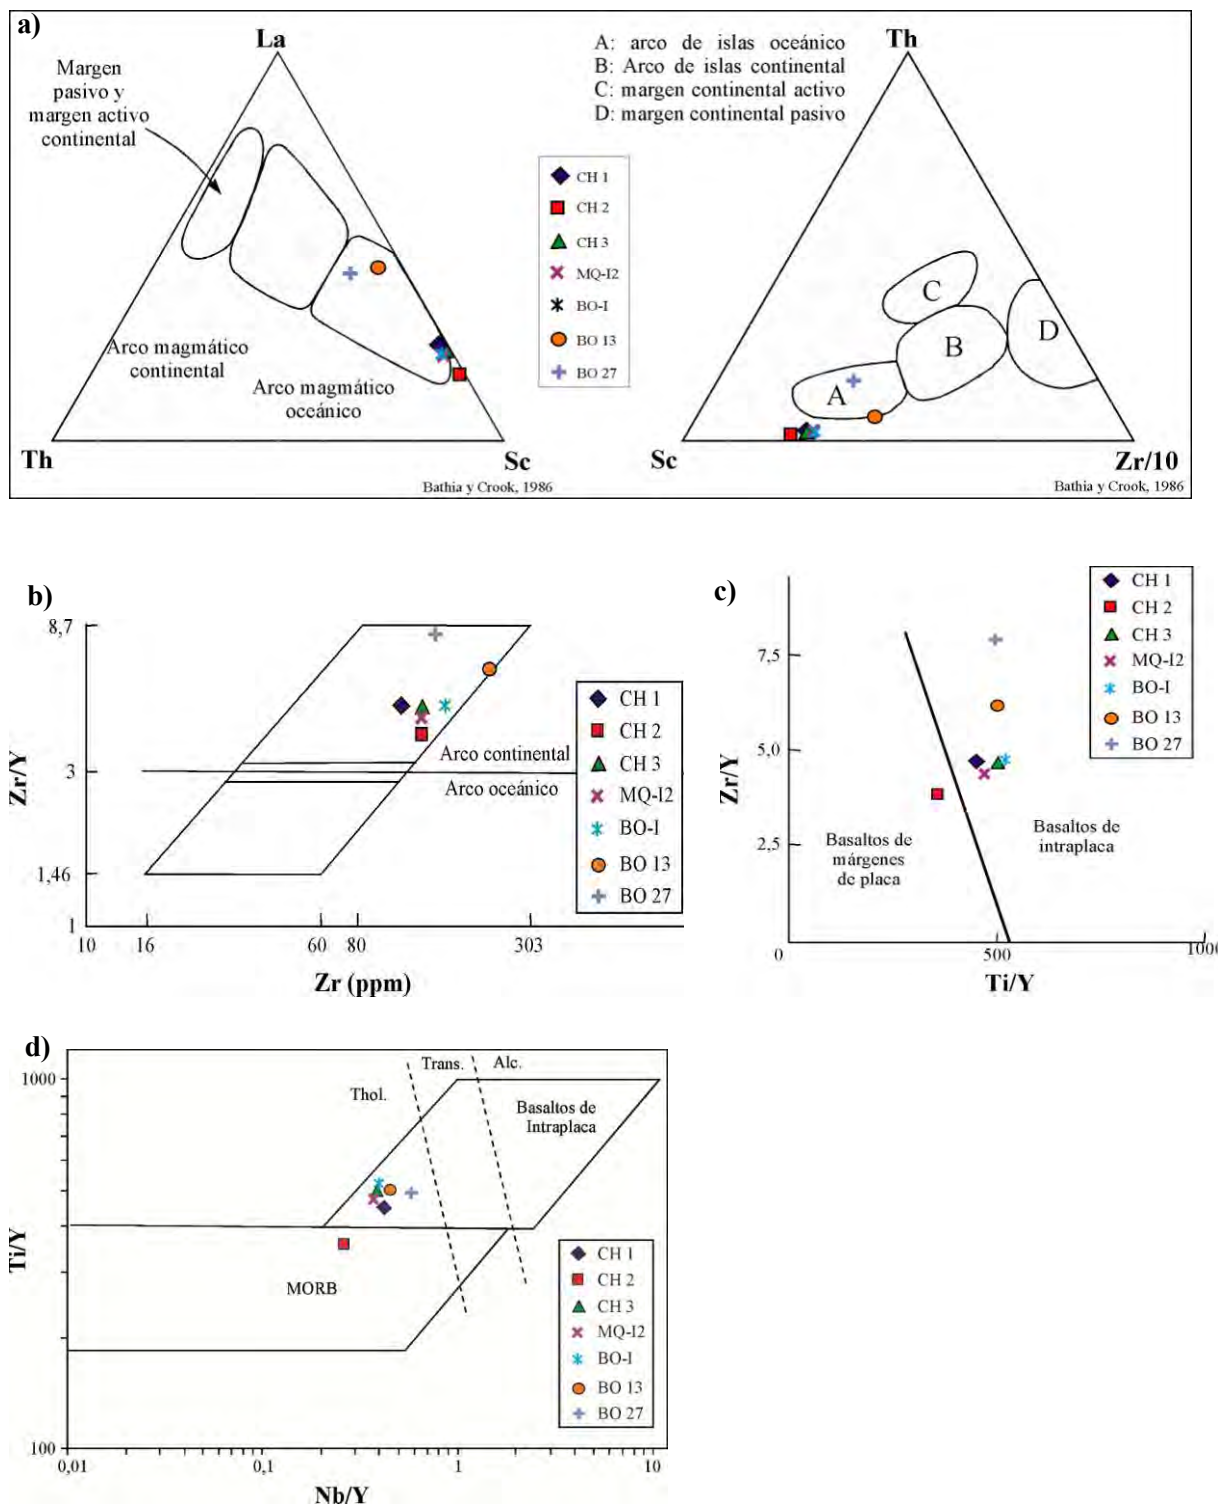 a)
La
Margen
pasivo y
margen activo
continental
Arco magmático
continental
Arco magmático
oceánico
Th
Sc
Bathia y Crook, 1986
CH 1
CH 2
CH 3
MQ-I2
BO-I
BO 13
BO 27
A: arco de islas oceánico
B: Arco de islas continental
C: margen continental activo
D: margen continental pasivo
Th
C
B
D
A
Sc
Zr/10
Bathia y Crook, 1986
b)
8,7
3
1,46
1
Zr/Y
Arco continental
Arco oceánico
10
16
60
80
303
Zr (ppm)
CH 1
CH 2
CH 3
MQ-I2
BO-I
BO 13
BO 27
c)
7,5
5,0
2,5
0
Zr/Y
Basaltos de
márgenes
de placa
Basaltos de
intraplaca
0
500
1000
Ti/Y
CH 1
CH 2
CH 3
MQ-I2
BO-I
BO 13
BO 27
d)
1000
100
Ti/Y
Thol.
Trans.
Alc.
Basaltos de
Intraplaca
MORB
0,01
0,1
1
10
Nb/Y
CH 1
CH 2
CH 3
MQ-I2
BO-I
BO 13
BO 27